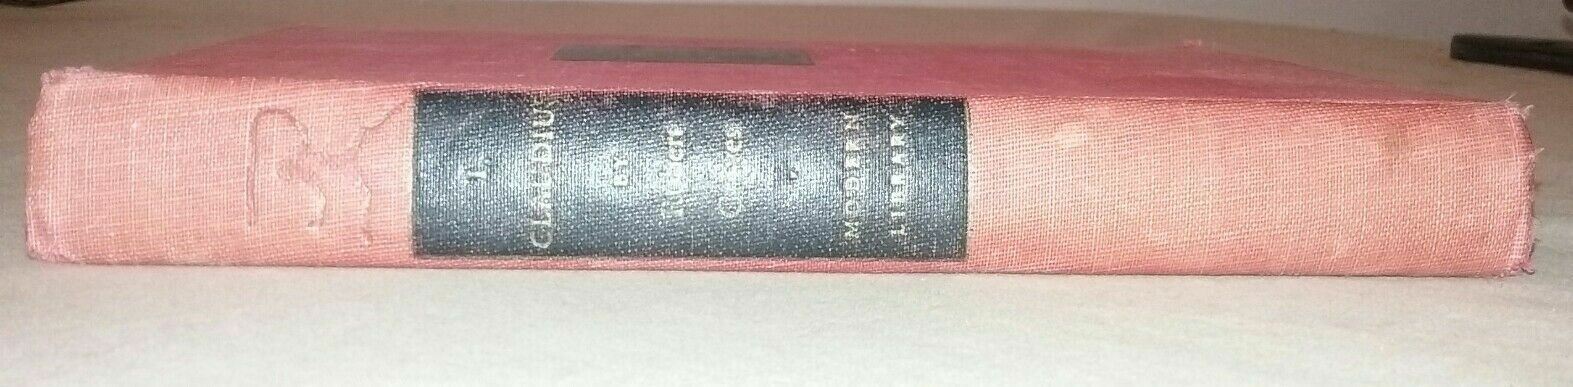 I,
CLAUDIUS
BY
Robert
Graves
MODERN
LIBRARY